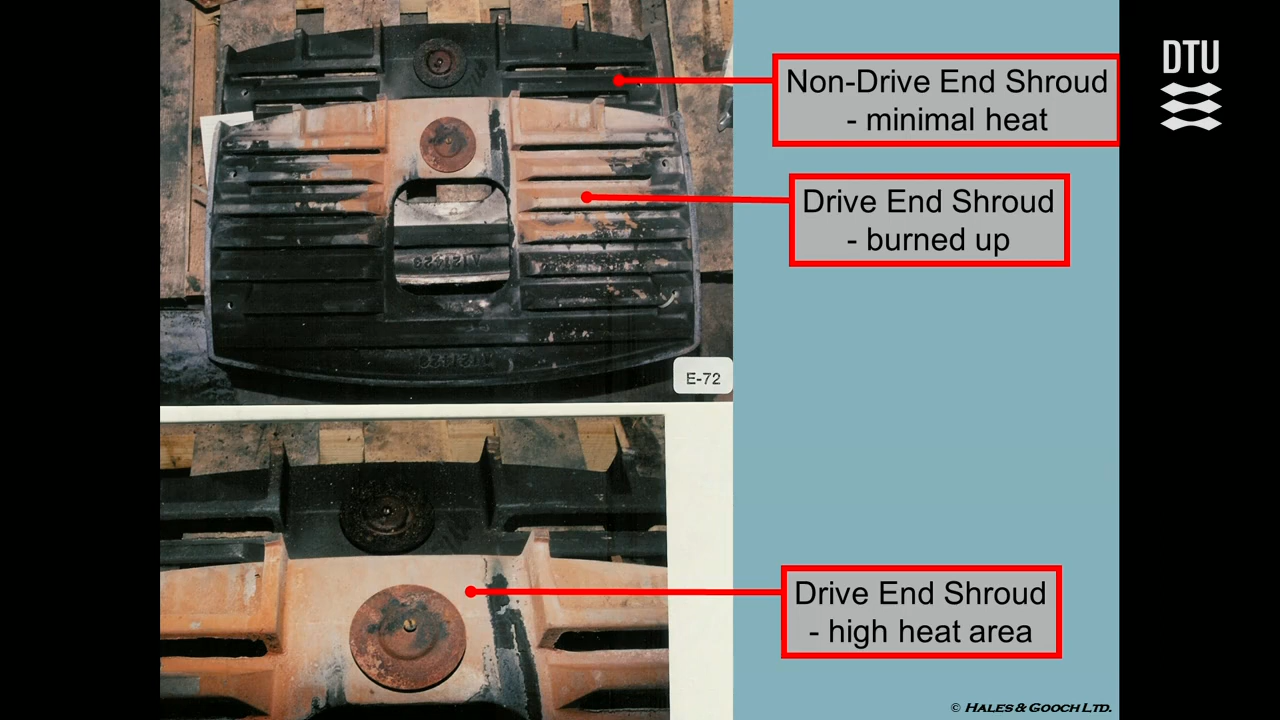 Non-Drive End Shroud
- minimal heat
DTU
Drive End Shroud
- burned up
E-72
Drive End Shroud
- high heat area
© HALES & GOOCH LTD.